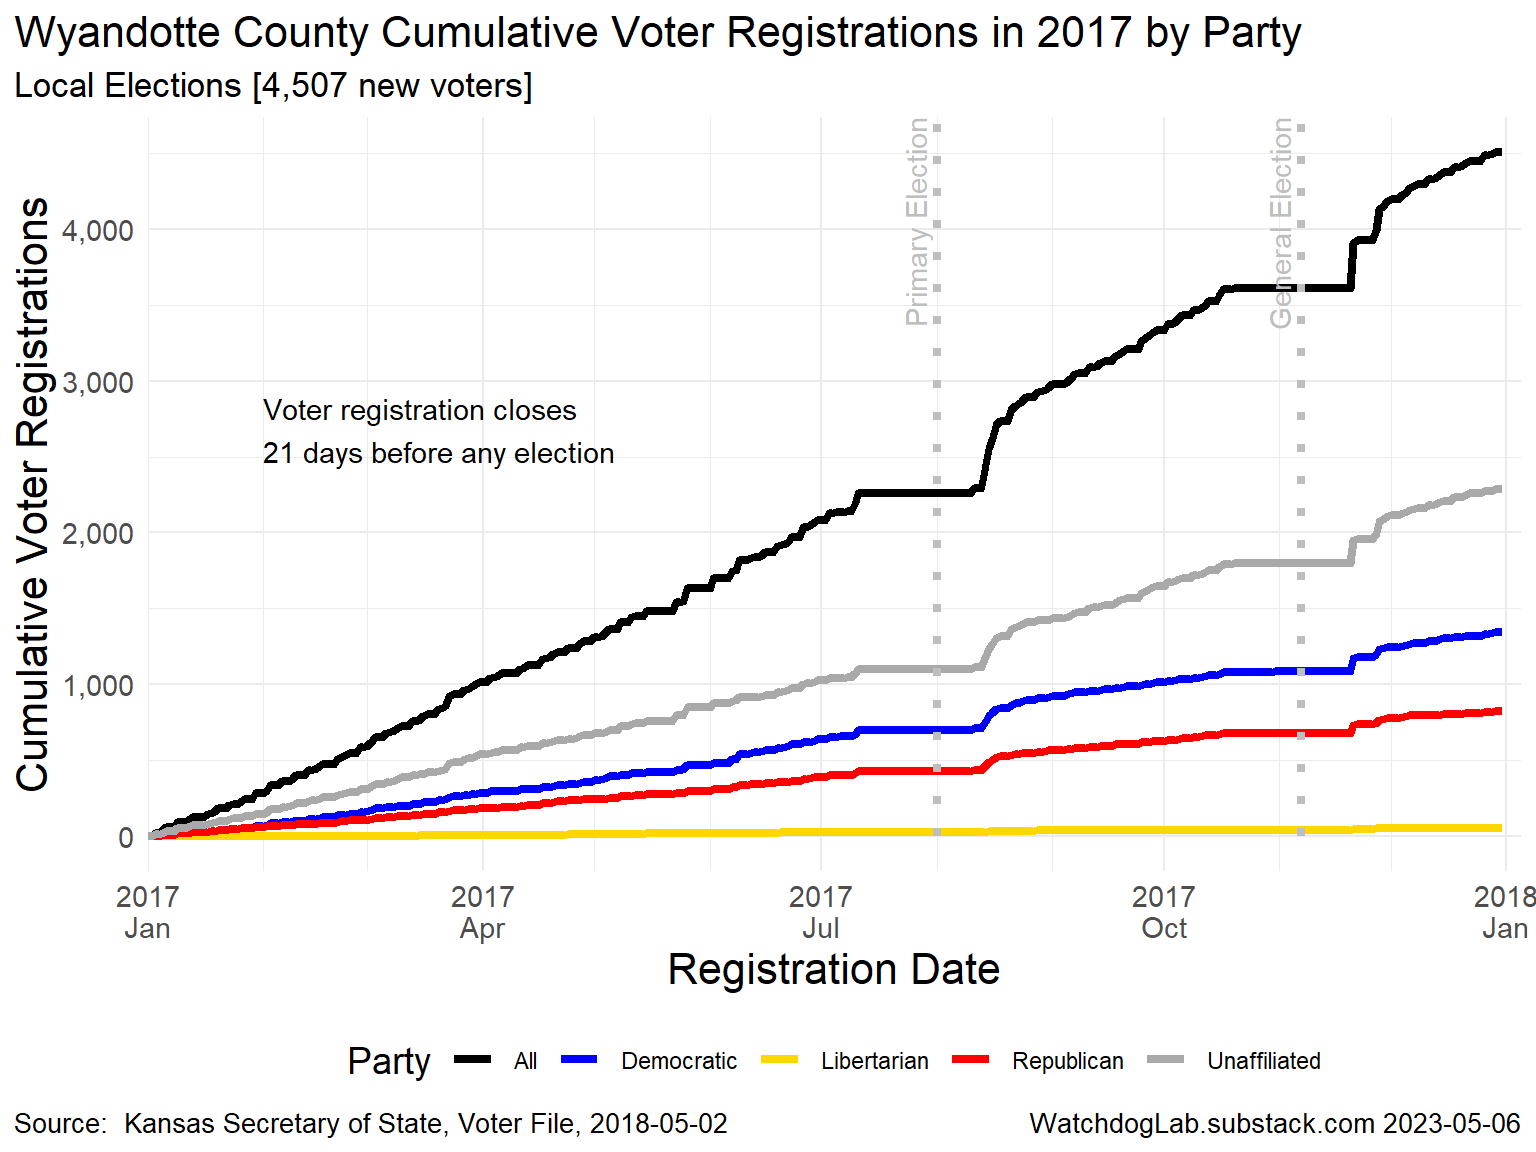 Wyandotte County Cumulative Voter Registrations in 2017 by Party
Local Elections [4,507 new voters]
Cumulative Voter Registrations
4,000
3,000
2,000
1,000
0
Primary Election
General Election
Voter registration closes
21 days before any election
2017 2017 2017 2017 2018
Jan Apr Jul Oct Jan
Registration Date
Party All Democratic Libertarian Republican Unaffiliated
Source:  Kansas Secretary of State, Voter File, 2018-05-02
WatchdogLab.substack.com 2023-05-06